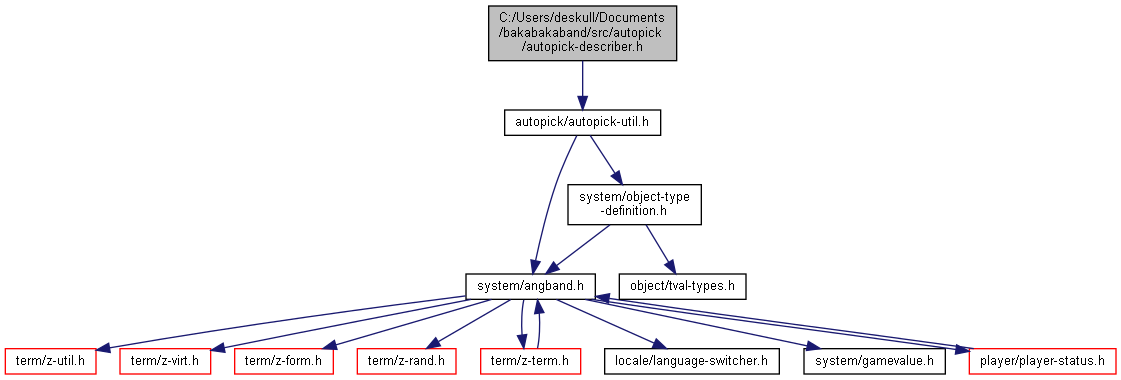 C:/Users/deskull/Documents
/bakabakaband/src/autopick
/autopick-describer.h
autopick/autopick-util.h
system/object-type
-definition.h
system/angband.h
object/tval-types.h
term/z-util.h
term/z-virt.h
term/z-form.h
term/z-rand.h
term/z-term.h
locale/language-switcher.h
system/gamevalue.h
player/player-status.h